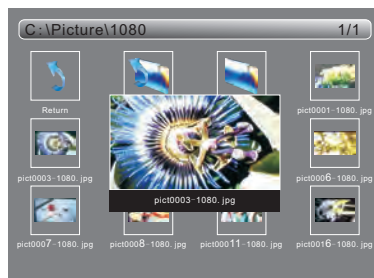 C:\Picture\1080 1/1
Return
pict0001-1080. jpg
pict0003-1080. jpg
pict0003-1080. jpg
pict0006-1080. jpg
pict0007-1080. jpg
pict0008-1080. jpg
pict00011-1080. jpg
pict0016-1080. jpg